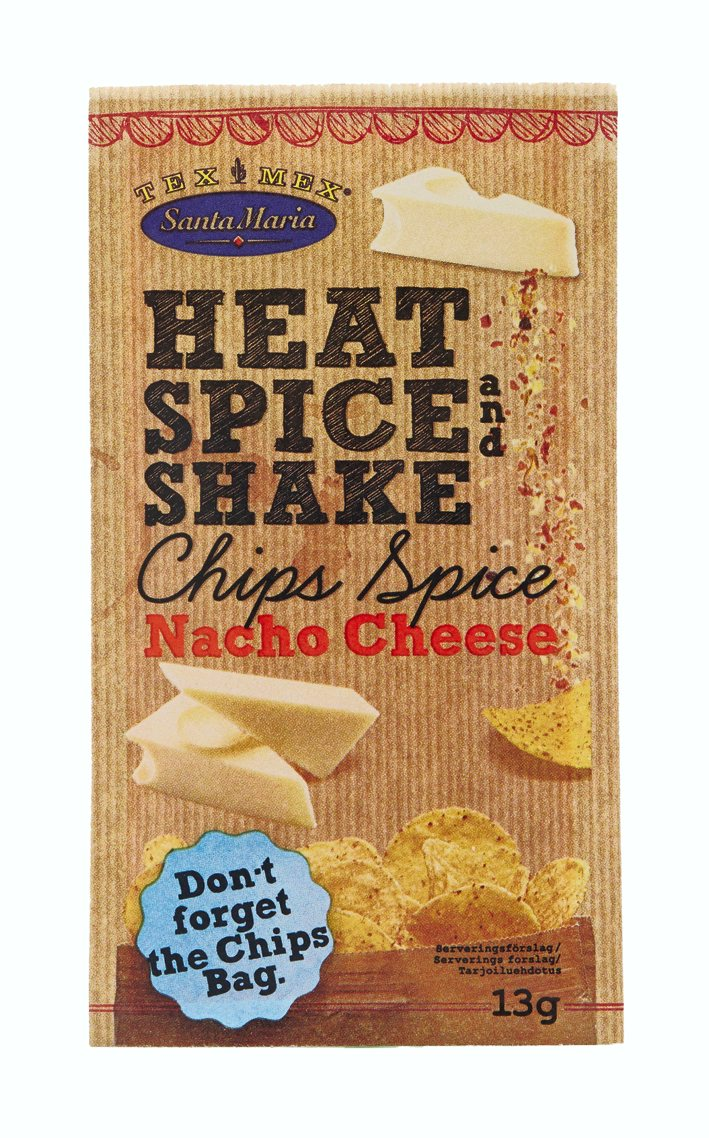 TEX MEX®
Santa Maria
HEAT
SPICE and
SHAKE
Chips Spice
Nacho Cheese
Don't
forget
the Chips
Bag.
Serveringsförslag/
Serverings forslag/
Tarjoiluehdotus
13g